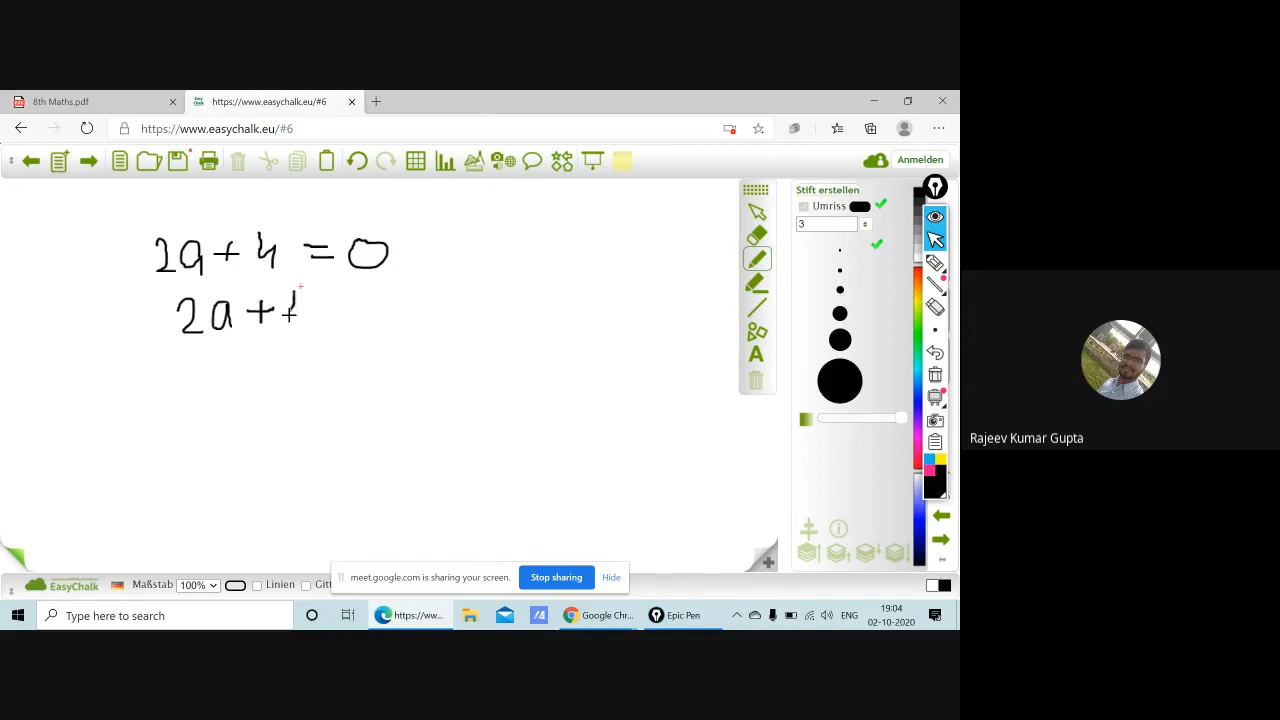 8th Maths.pdf
https://www.easychalk.eu/#6
https://www.easychalk.eu/#6
Anmelden
Stift erstellen
Umriss
3
2a + 4 = 0
2a +
Rajeev Kumar Gupta
meet.google.com is sharing your screen.
Stop sharing
Hide
EasyChalk
Maßstab
100%
Linien
Gitt
Type here to search
https://ww...
Google Chr...
Epic Pen
ENG
19:04
02-10-2020